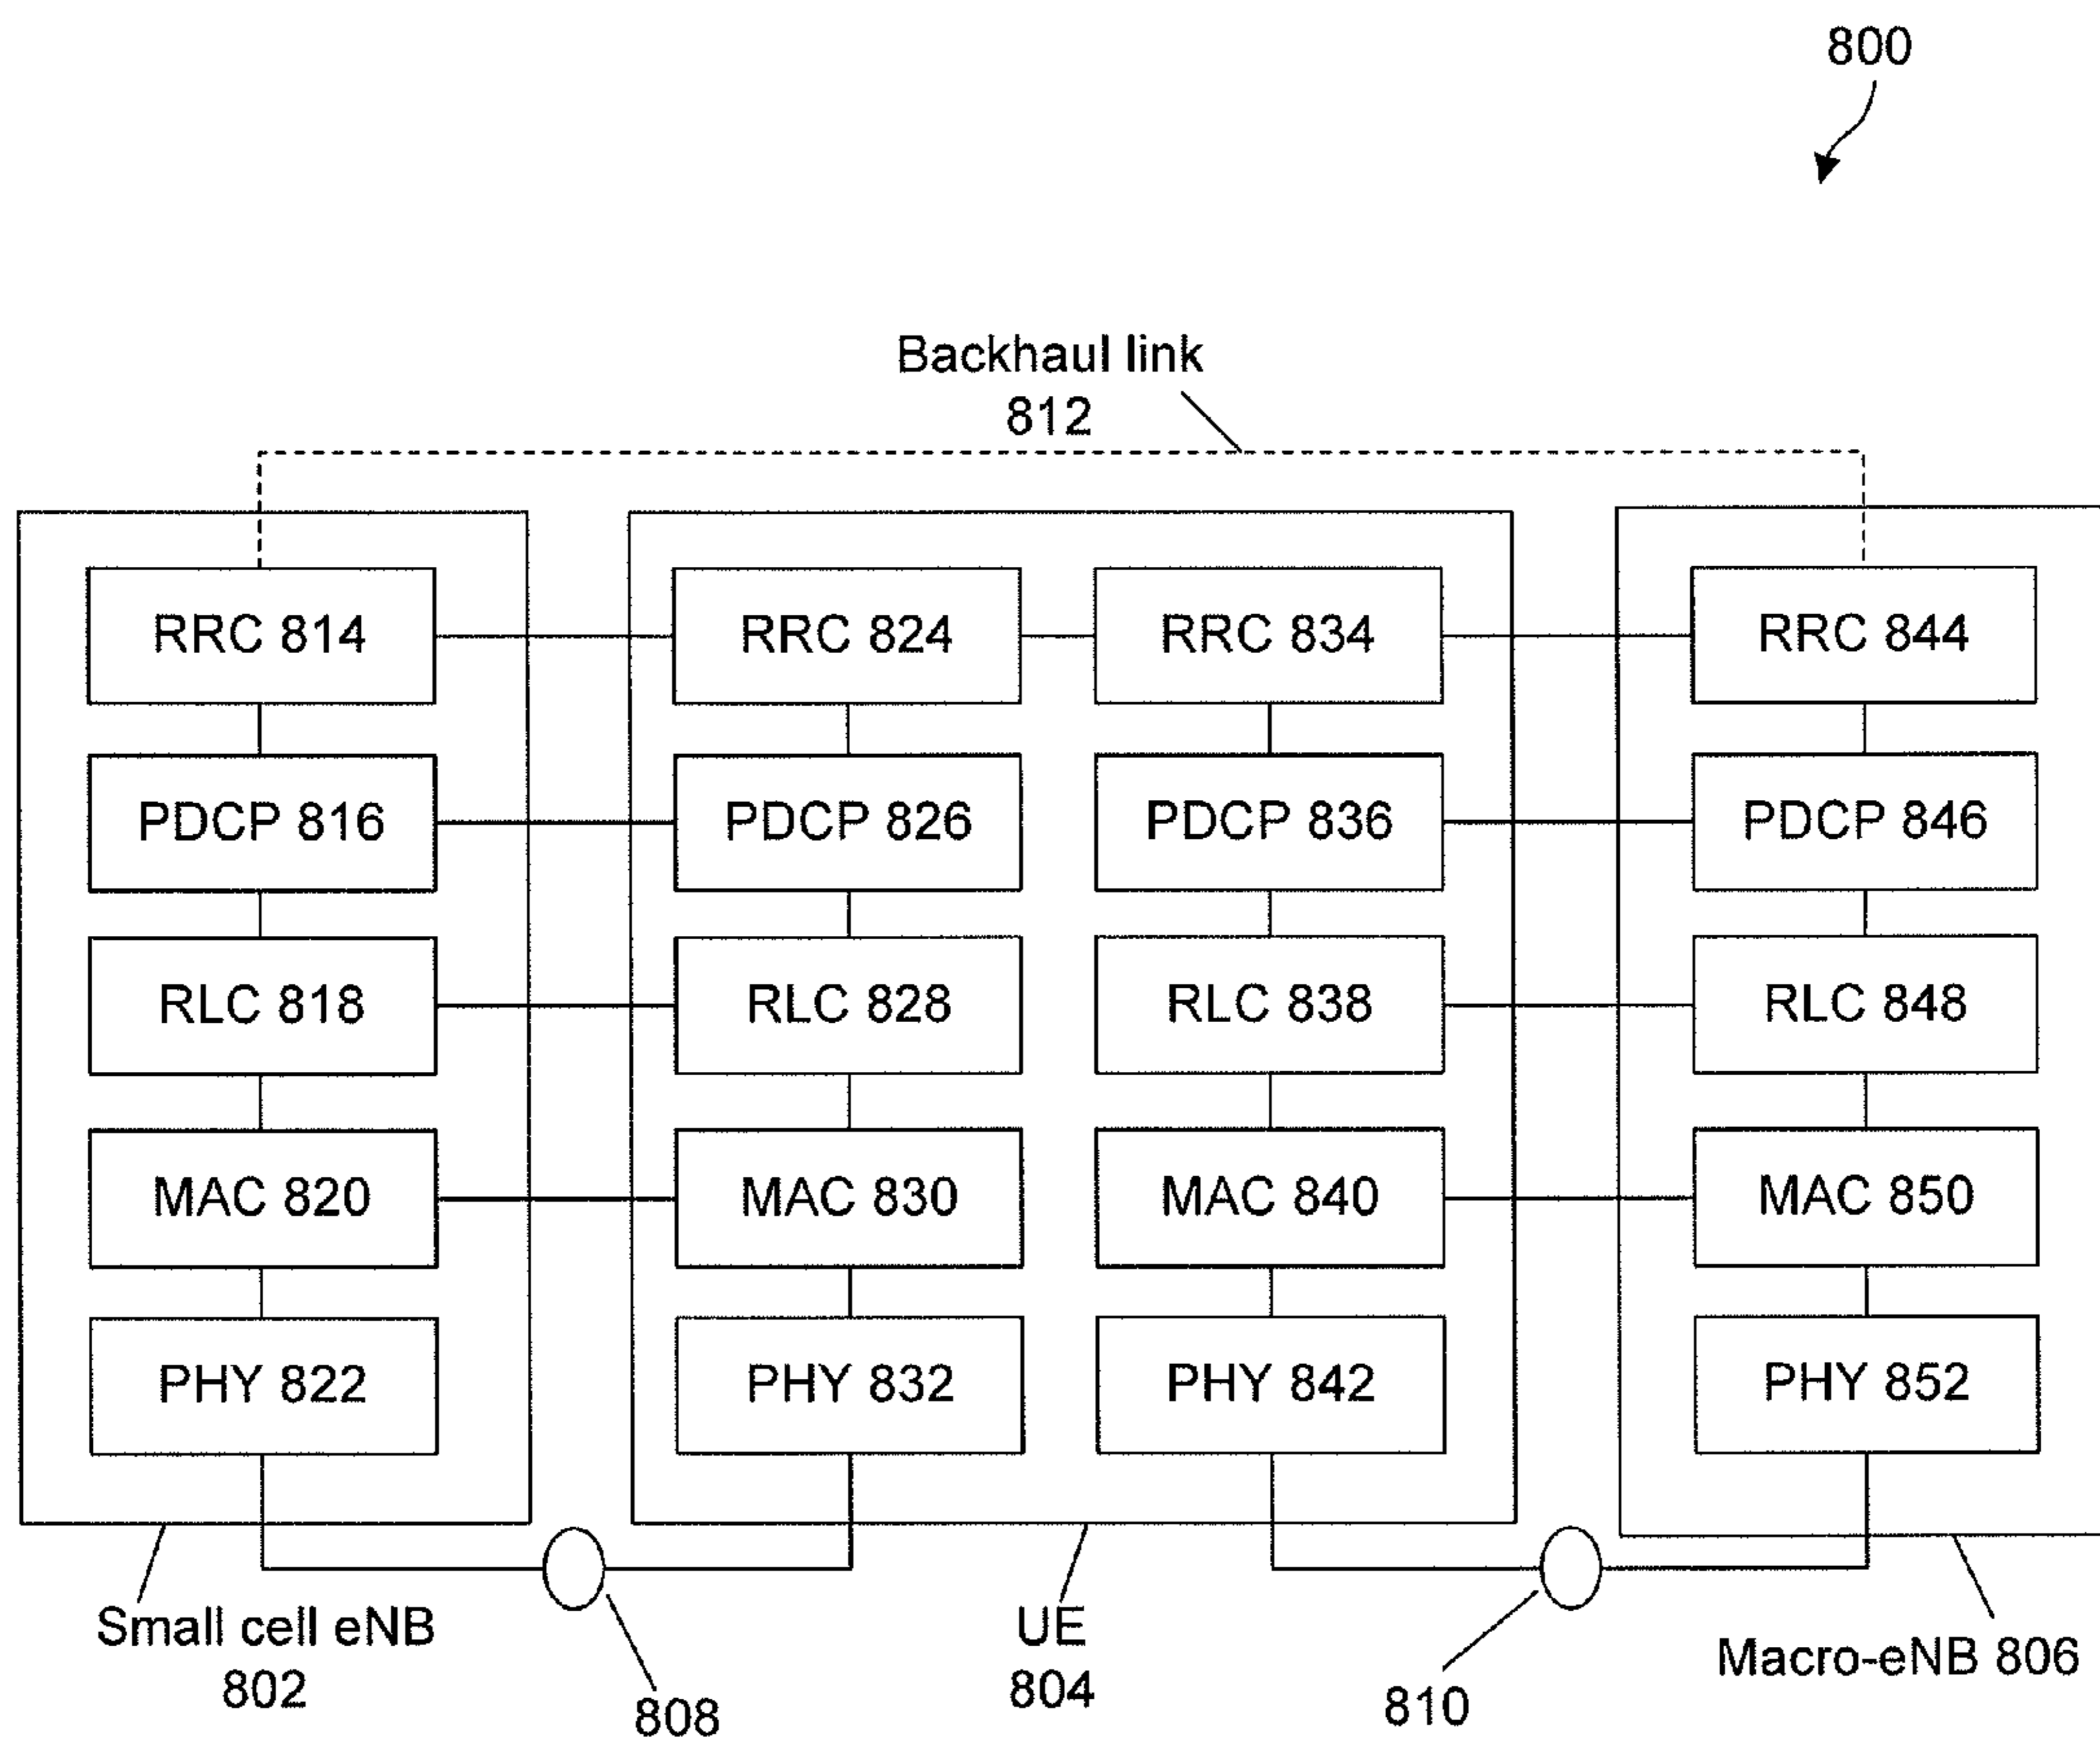 800
Backhaul link
812
RRC 814
RRC 824
RRC 834
RRC 844
PDCP 816
PDCP 826
PDCP 836
PDCP 846
RLC 818
RLC 828
RLC 838
RLC 848
MAC 820
MAC 830
MAC 840
MAC 850
PHY 822
PHY 832
PHY 842
PHY 852
Small cell eNB
802
808
UE
804
810
Macro-eNB 806